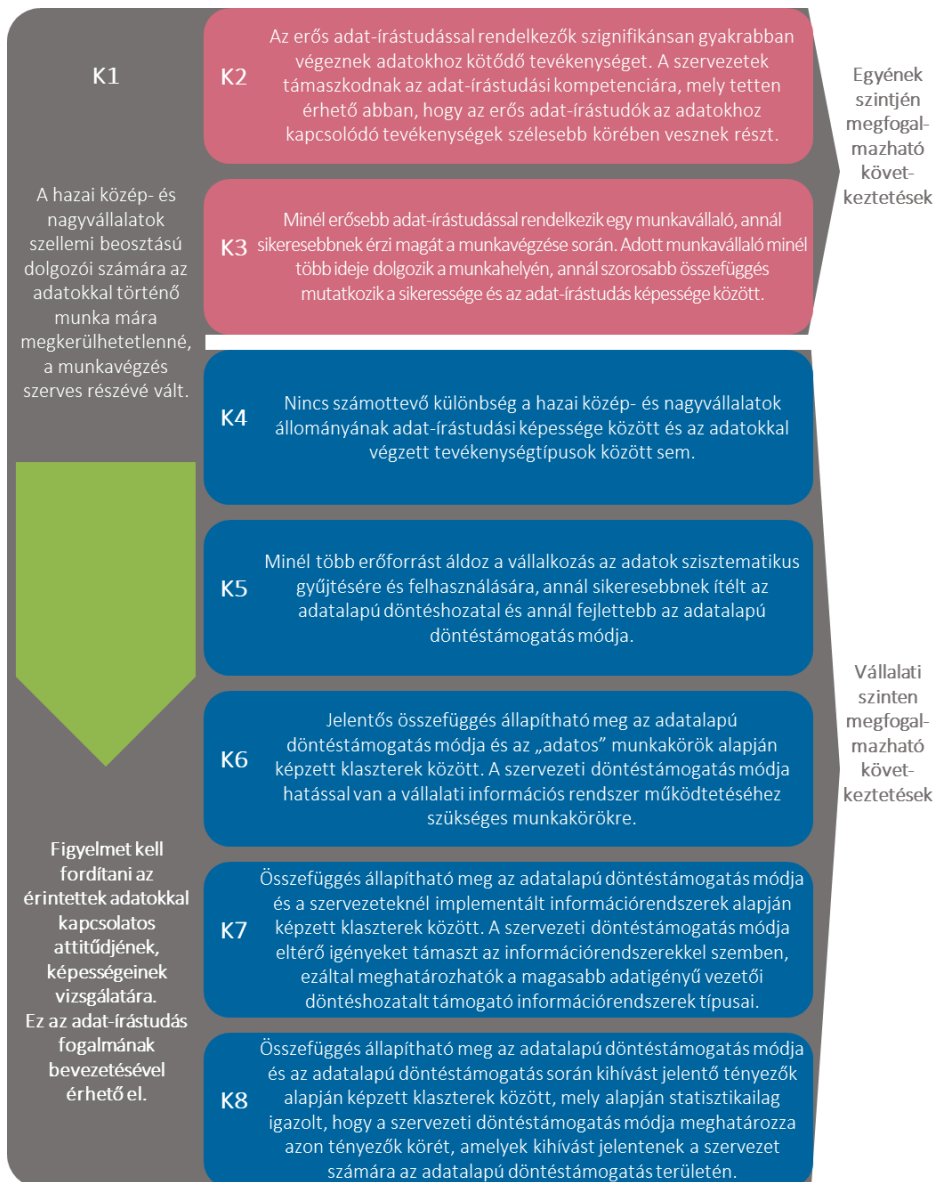 K1
A hazai közép- és
nagyvállalatok
szellemi beosztású
dolgozói számára az
adatokkal történő
munka mára
megkerülhetetlenné,
a munkavégzés
szerves részévé vált.
Figyelmet kell
fordítani az
érintettek adatokkal
kapcsolatos
attitűdjének,
képességeinek
vizsgálatára.
Ez az adat-írástudás
fogalmának
bevezetésével
érhető el.
K2
Az erős adat-írástudással rendelkezők szignifikánsan gyakrabban
végeznek adatokhoz kötődő tevékenységet. A szervezetek
támaszkodnak az adat-írástudási kompetenciára, mely tetten
érhető abban, hogy az erős adat-írástudók az adatokhoz
kapcsolódó tevékenységek szélesebb körében vesznek részt.
K3
Minél erősebb adat-írástudással rendelkezik egy munkavállaló, annál
sikeresebbnek érzi magát a munkavégzése során. Adott munkavállaló minél
több ideje dolgozik a munkahelyén, annál szorosabb összefüggés
mutatkozik a sikeressége és az adat-írástudás képessége között.
Egyének
szintjén
megfogal-
mazható
követ-
keztetések
K4
Nincs számottevő különbség a hazai közép- és nagyvállalatok
állományának adat-írástudási képessége között és az adatokkal
végzett tevékenységtípusok között sem.
K5
Minél több erőforrást áldoz a vállalkozás az adatok szisztematikus
gyűjtésére és felhasználására, annál sikeresebbnek ítélt az
adatalapú döntéshozatal és annál fejlettebb az adatalapú
döntéstámogatás módja.
K6
Jelentős összefüggés állapítható meg az adatalapú
döntéstámogatás módja és az „adatos” munkakörök alapján
képzett klaszterek között. A szervezeti döntéstámogatás módja
hatással van a vállalati információs rendszer működtetéséhez
szükséges munkakörökre.
K7
Összefüggés állapítható meg az adatalapú döntéstámogatás módja
és a szervezeteknél implementált információrendszerek alapján
képzett klaszterek között. A szervezeti döntéstámogatás módja
eltérő igényeket támaszt az információrendszerekkel szemben,
ezáltal meghatározhatók a magasabb adatigényű vezetői
döntéshozatalt támogató információrendszerek típusai.
K8
Összefüggés állapítható meg az adatalapú döntéstámogatás módja
és az adatalapú döntéstámogatás során kihívást jelentő tényezők
alapján képzett klaszterek között, mely alapján statisztikailag
igazolt, hogy a szervezeti döntéstámogatás módja meghatározza
azon tényezők körét, amelyek kihívást jelentenek a szervezet
számára az adatalapú döntéstámogatás területén.
Vállalati
szinten
megfogal-
mazható
követ-
keztetések